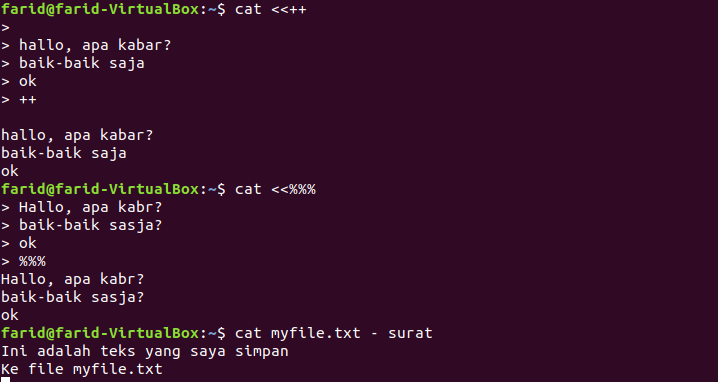 farid@farid-VirtualBox:~$ cat <<++
>
> hallo, apa kabar?
> baik-baik saja
> ok
> ++

hallo, apa kabar?
baik-baik saja
ok
farid@farid-VirtualBox:~$ cat <<%%%
> Hallo, apa kabr?
> baik-baik sasja?
> ok
> %%%
Hallo, apa kabr?
baik-baik sasja?
ok
farid@farid-VirtualBox:~$ cat myfile.txt - surat
Ini adalah teks yang saya simpan
Ke file myfile.txt